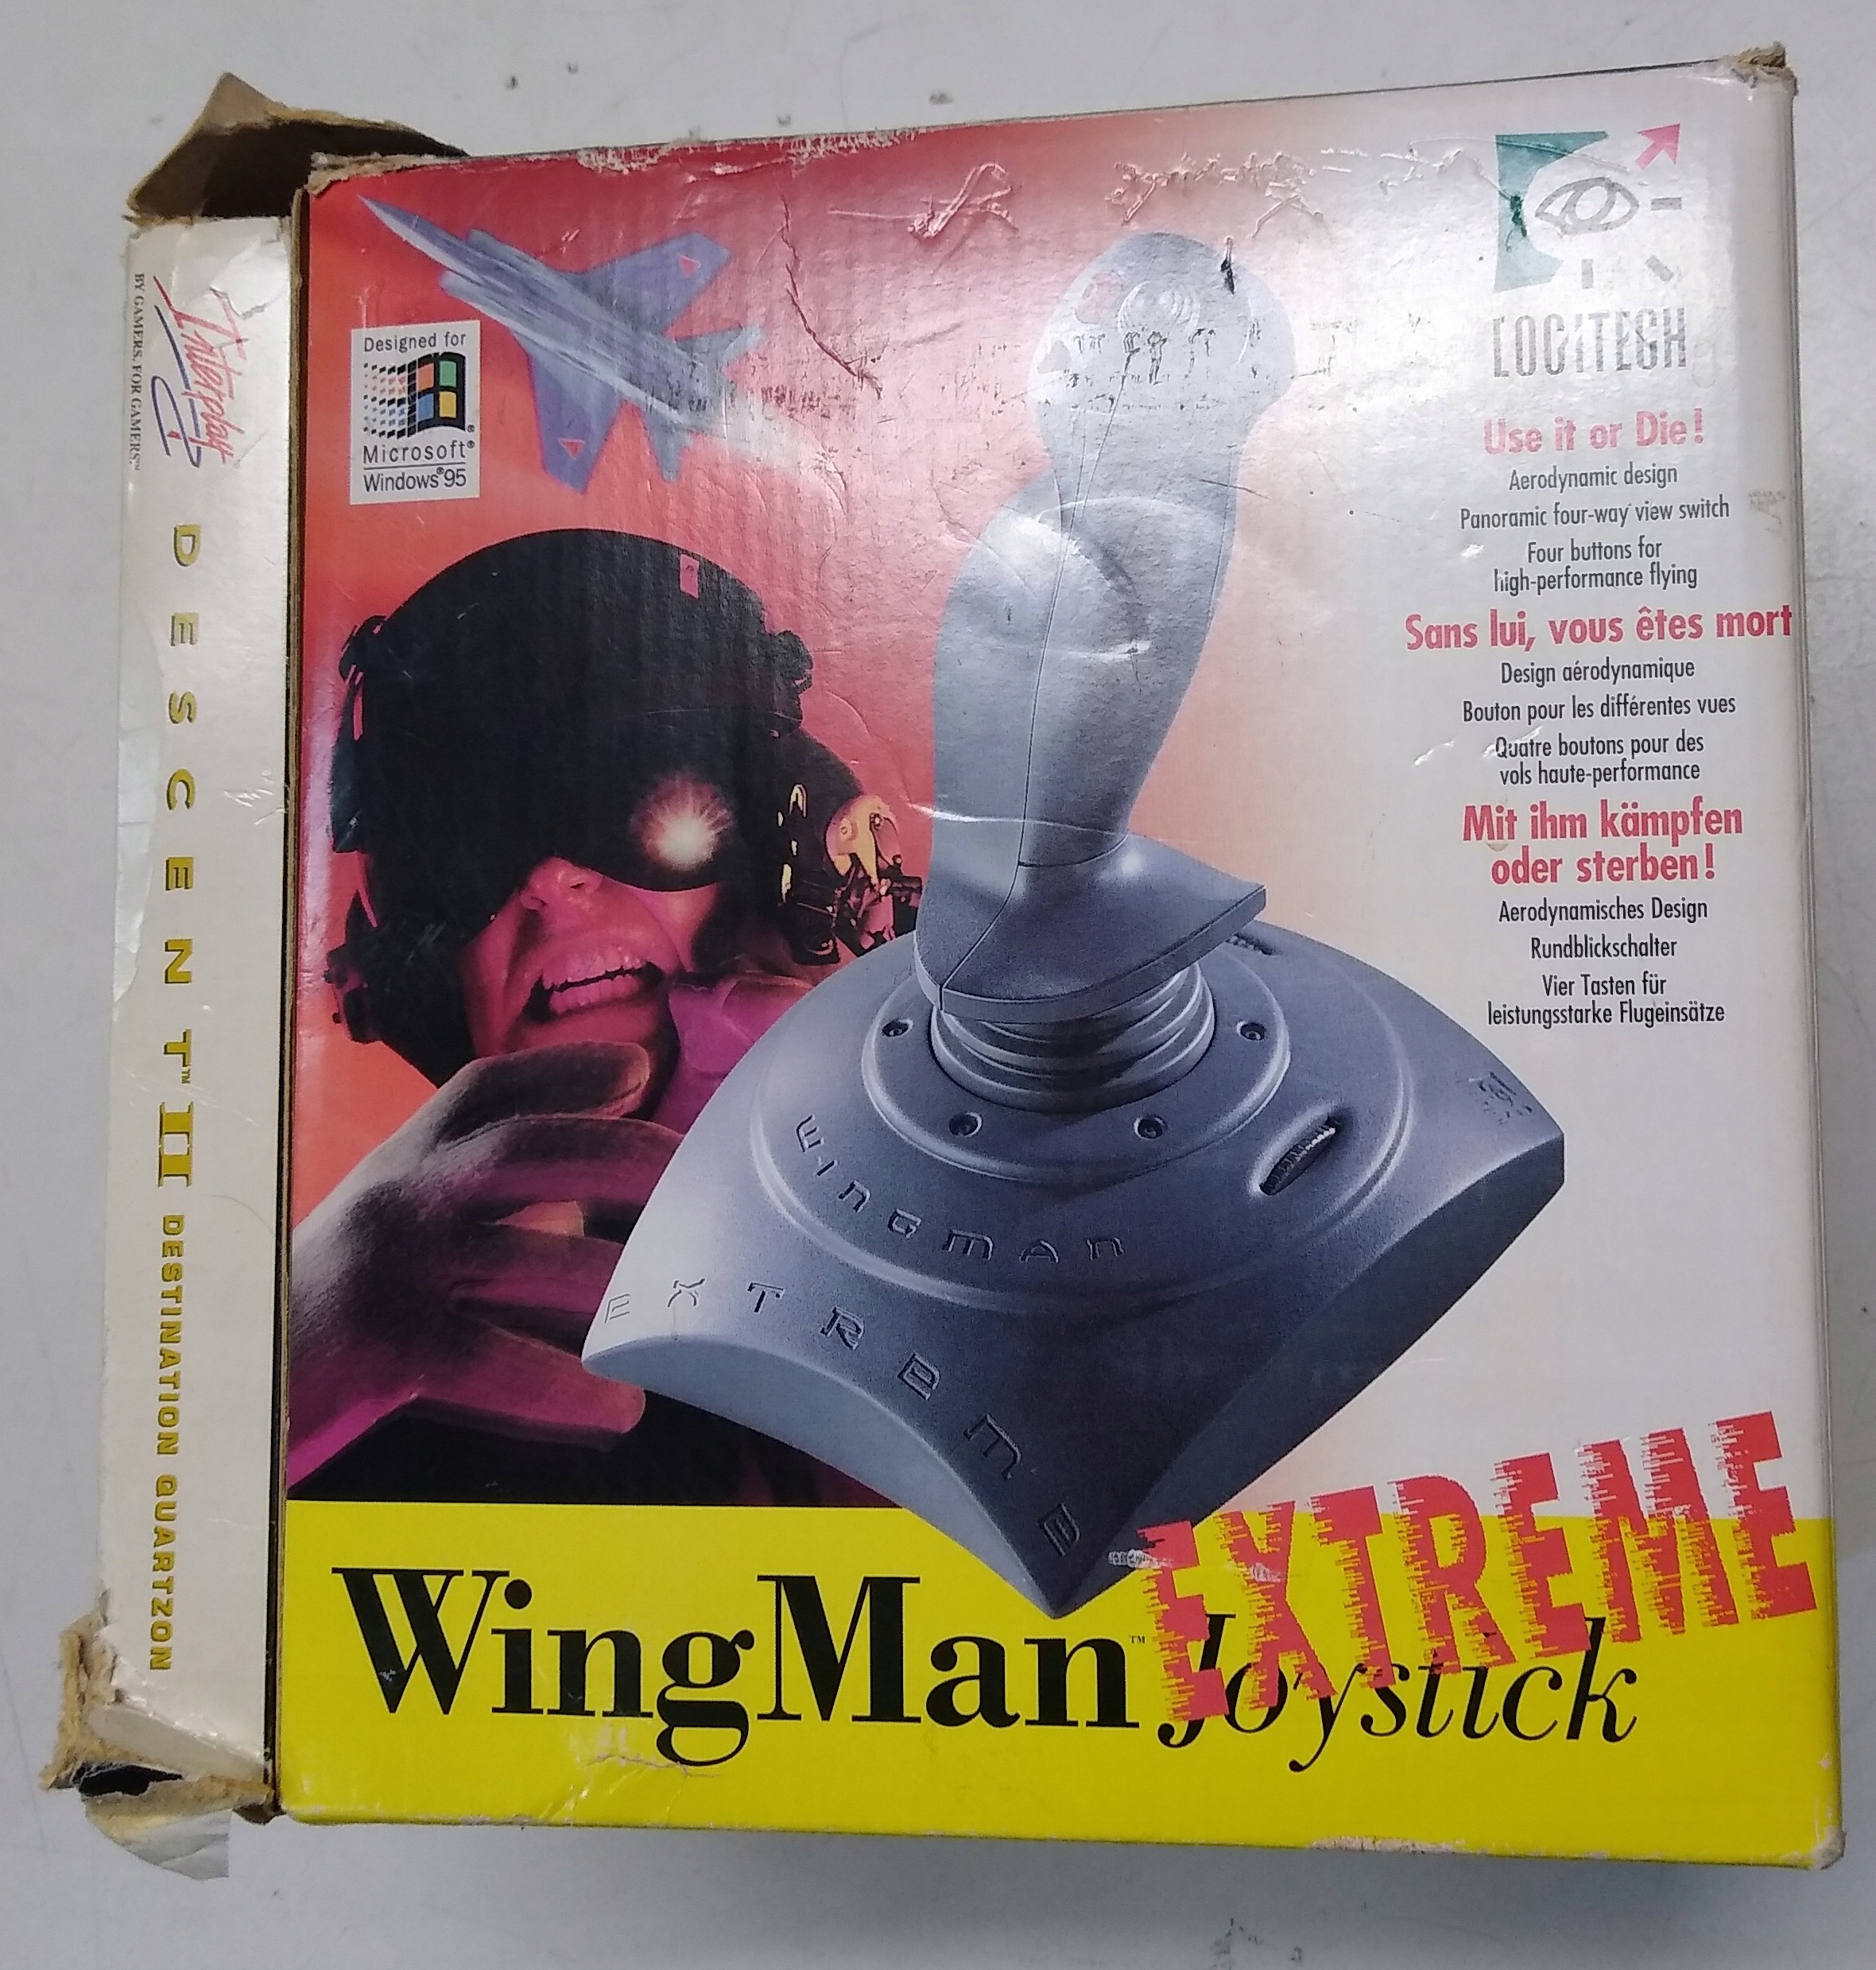 Interplay
BY GAMERS. FOR GAMERS.™
DESCENT™ II DESTINATION QUARTZON
Designed for
Microsoft®
Windows®95
LOGITECH
Use it or Die!
Aerodynamic design
Panoramic four-way view switch
Four buttons for
high-performance flying
Sans lui, vous êtes mort
Design aérodynamique
Bouton pour les différentes vues
Quatre boutons pour des
vols haute-performance
Mit ihm kämpfen
oder sterben!
Aerodynamisches Design
Rundblickschalter
Vier Tasten für
leistungsstarke Flugeinsätze
WINGMAN
EXTREME
EXTREME
WingMan™ Joystick